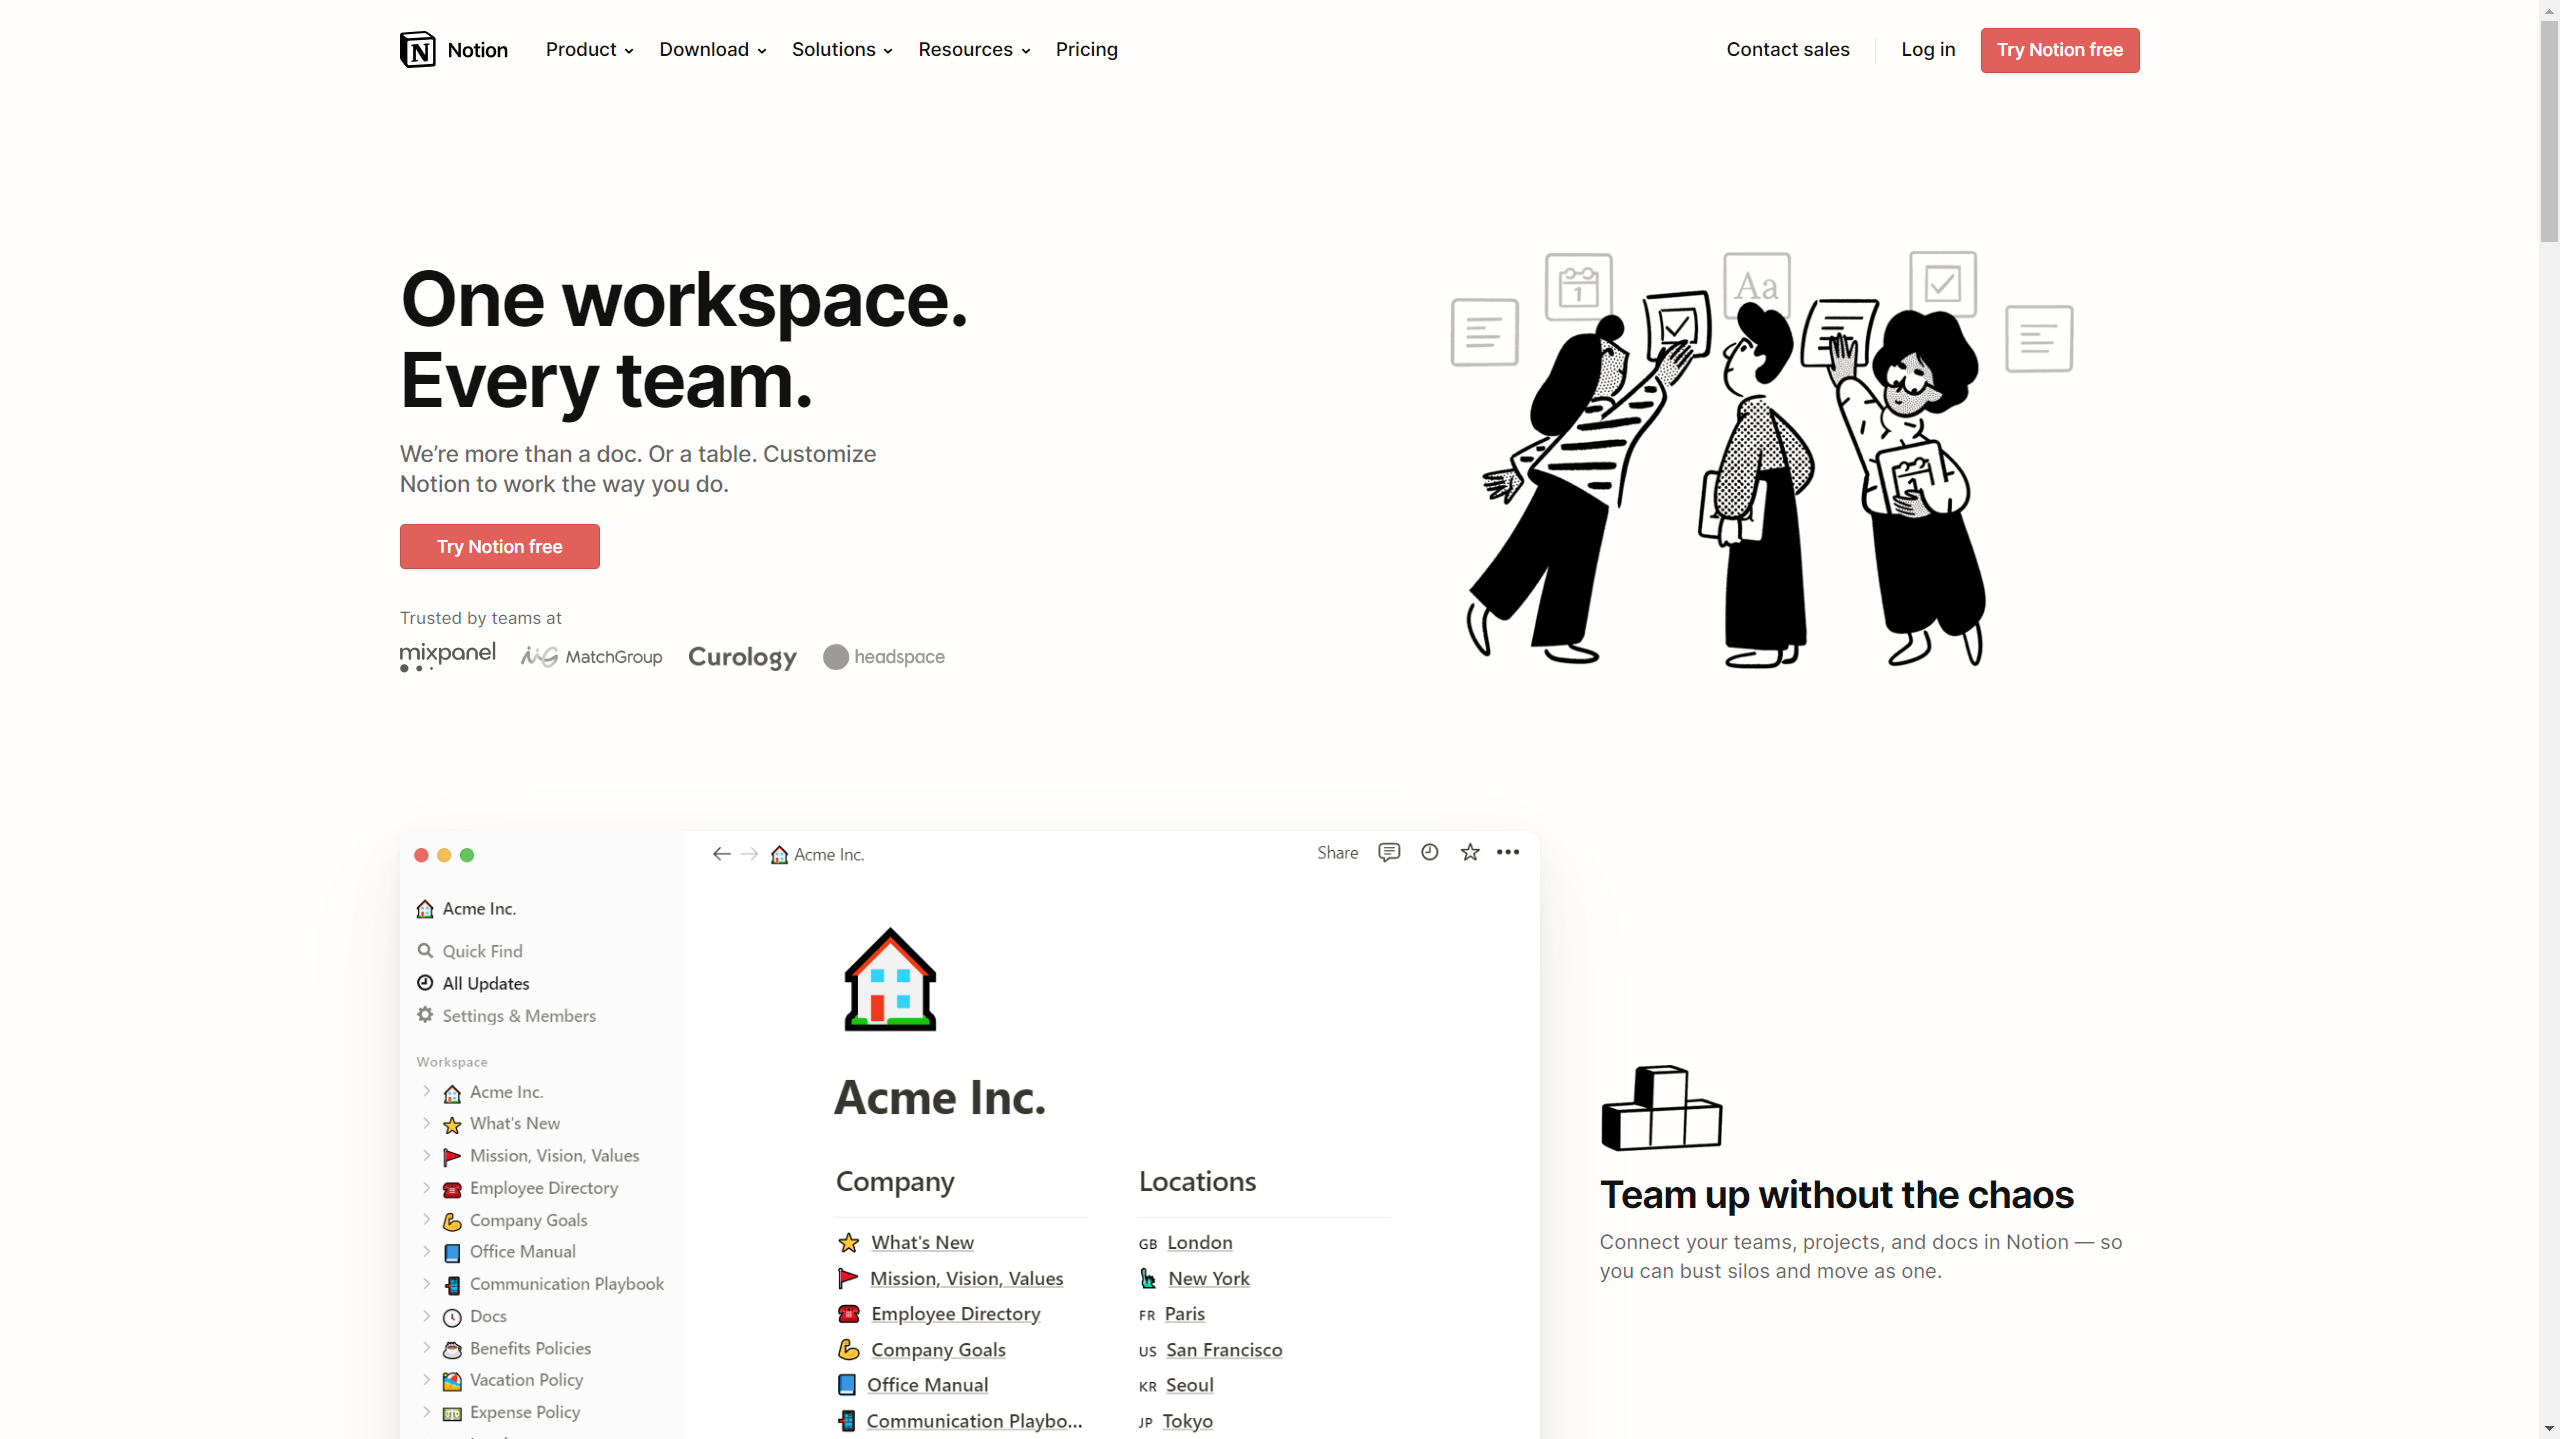 Notion
Product
Download
Solutions
Resources
Pricing
Contact sales
Log in
Try Notion free
One workspace.
Every team.
We’re more than a doc. Or a table. Customize
Notion to work the way you do.
Try Notion free
Trusted by teams at
mixpanel
MatchGroup
Curology
headspace
1
Aa
1
Acme Inc.
Quick Find
All Updates
Settings & Members
Workspace
Acme Inc.
What's New
Mission, Vision, Values
Employee Directory
Company Goals
Office Manual
Communication Playbook
Docs
Benefits Policies
Vacation Policy
Expense Policy
Acme Inc.
Share
Acme Inc.
Company
What's New
Mission, Vision, Values
Employee Directory
Company Goals
Office Manual
Communication Playbo...
Locations
GB London
New York
FR Paris
US San Francisco
KR Seoul
JP Tokyo
Team up without the chaos
Connect your teams, projects, and docs in Notion — so
you can bust silos and move as one.